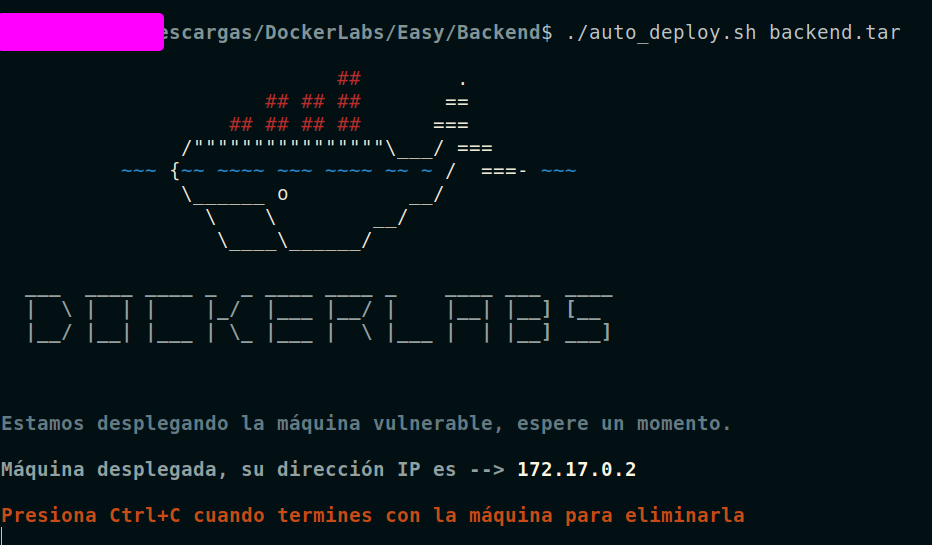 escargas/DockerLabs/Easy/Backend$ ./auto_deploy.sh backend.tar
DOCKERLABS
Estamos desplegando la máquina vulnerable, espere un momento.
Máquina desplegada, su dirección IP es --> 172.17.0.2
Presiona Ctrl+C cuando termines con la máquina para eliminarla